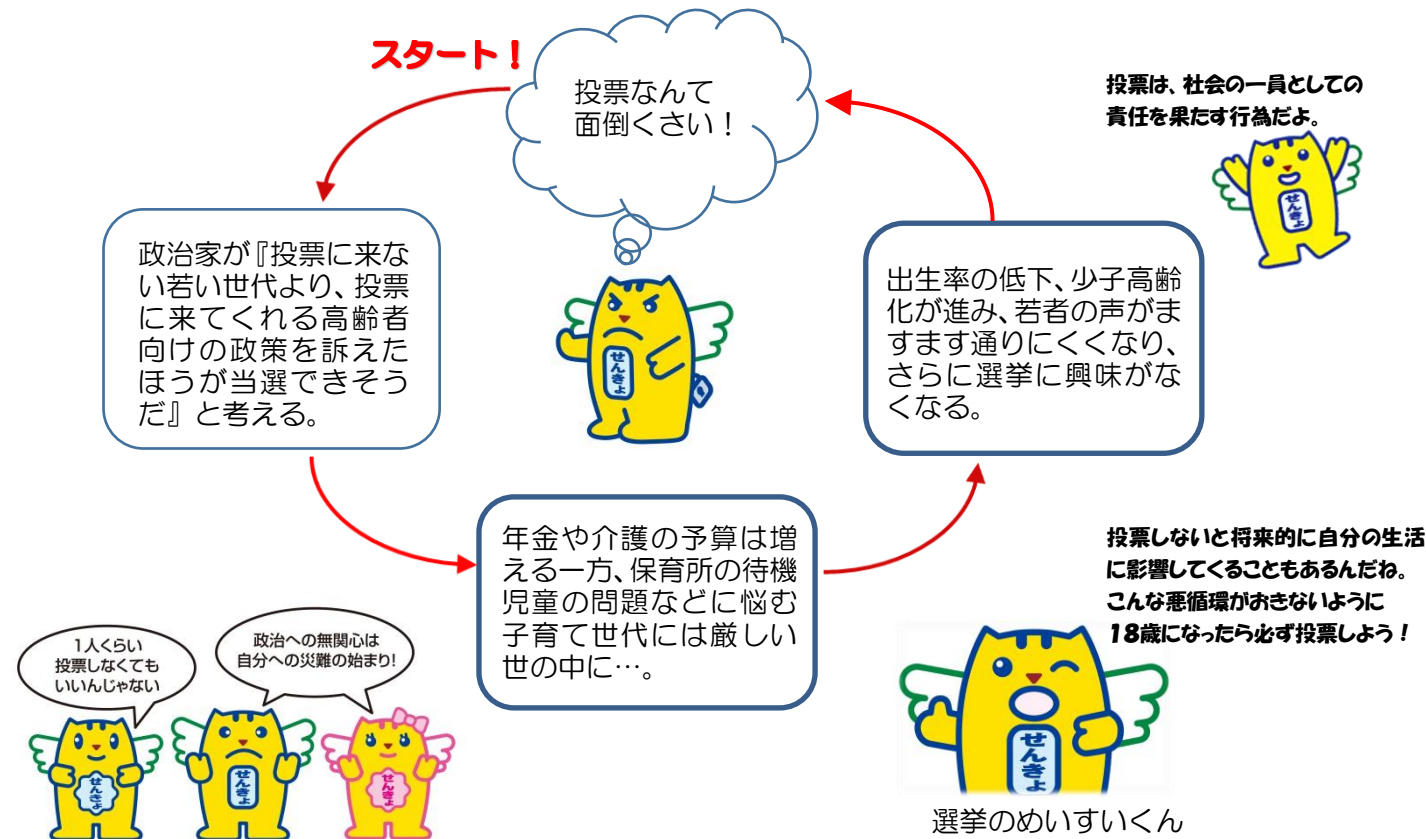 スタート！
投票なんて
面倒くさい！
政治家が『投票に来な
い若い世代より、投票
に来てくれる高齢者
向けの政策を訴えた
ほうが当選できそう
だ』と考える。
年金や介護の予算は増
える一方、保育所の待機
児童の問題などに悩む
子育て世代には厳しい
世の中に…。
出生率の低下、少子高齢
化が進み、若者の声がま
すます通りにくくなり、
さらに選挙に興味がな
くなる。
せんきょ
投票は、社会の一員としての
責任を果たす行為だよ。
せんきょ
投票しないと将来的に自分の生活
に影響してくることもあるんだね。
こんな悪循環がおきないように
18歳になったら必ず投票しよう！
せんきょ
選挙のめいすいくん
1人くらい
投票しなくても
いいんじゃない
政治への無関心は
自分への災難の始まり!
せんきょ
せんきょ
せんきょ